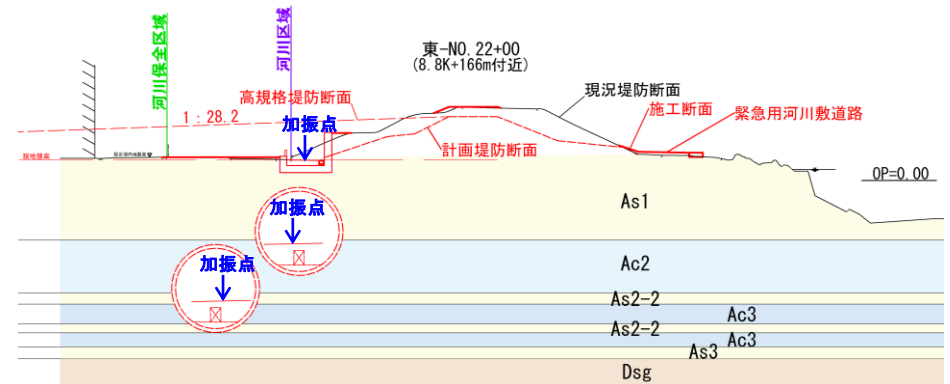 河川保全区域
河川区域
東-NO.22+00
(8.8K+166m付近)
高規格堤防断面
1：28.2
加振点
現況堤防断面
施工断面
緊急用河川敷道路
計画堤防断面
現地盤高
OP=0.00
As1
加振点
Ac2
加振点
As2-2
Ac3
As2-2
Ac3
As3
Dsg